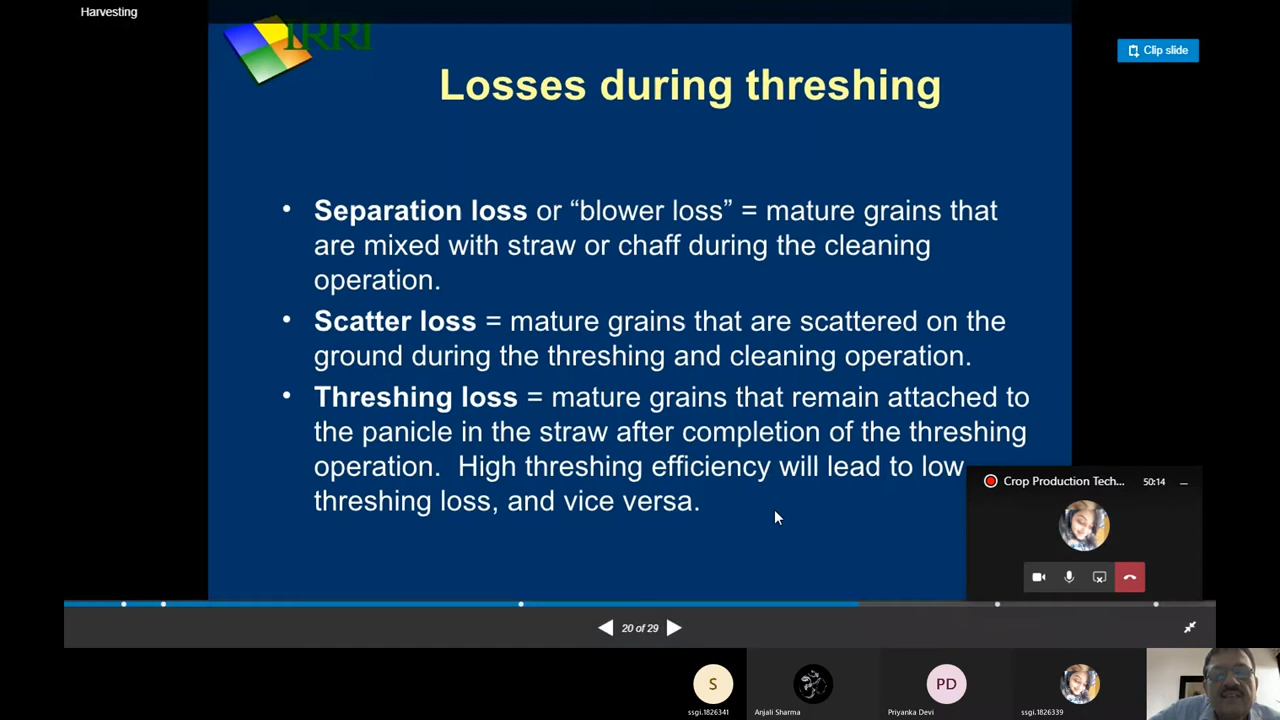 Harvesting
IRRI
Clip slide
Losses during threshing
• Separation loss or “blower loss” = mature grains that
are mixed with straw or chaff during the cleaning
operation.
• Scatter loss = mature grains that are scattered on the
ground during the threshing and cleaning operation.
• Threshing loss = mature grains that remain attached to
the panicle in the straw after completion of the threshing
operation. High threshing efficiency will lead to low
threshing loss, and vice versa.
Crop Production Tech... 50:14
20 of 29
S
PD
ssgi.1826341
Anjali Sharma
Priyanka Devi
ssgi.1826339